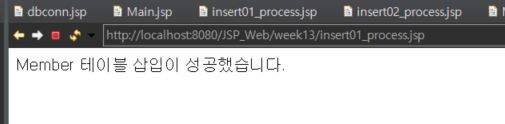 dbconn.jsp Main.jsp insert01_process.jsp insert02_process.jsp
http://localhost:8080/JSP_Web/week13/insert01_process.jsp
Member 테이블 삽입이 성공했습니다.